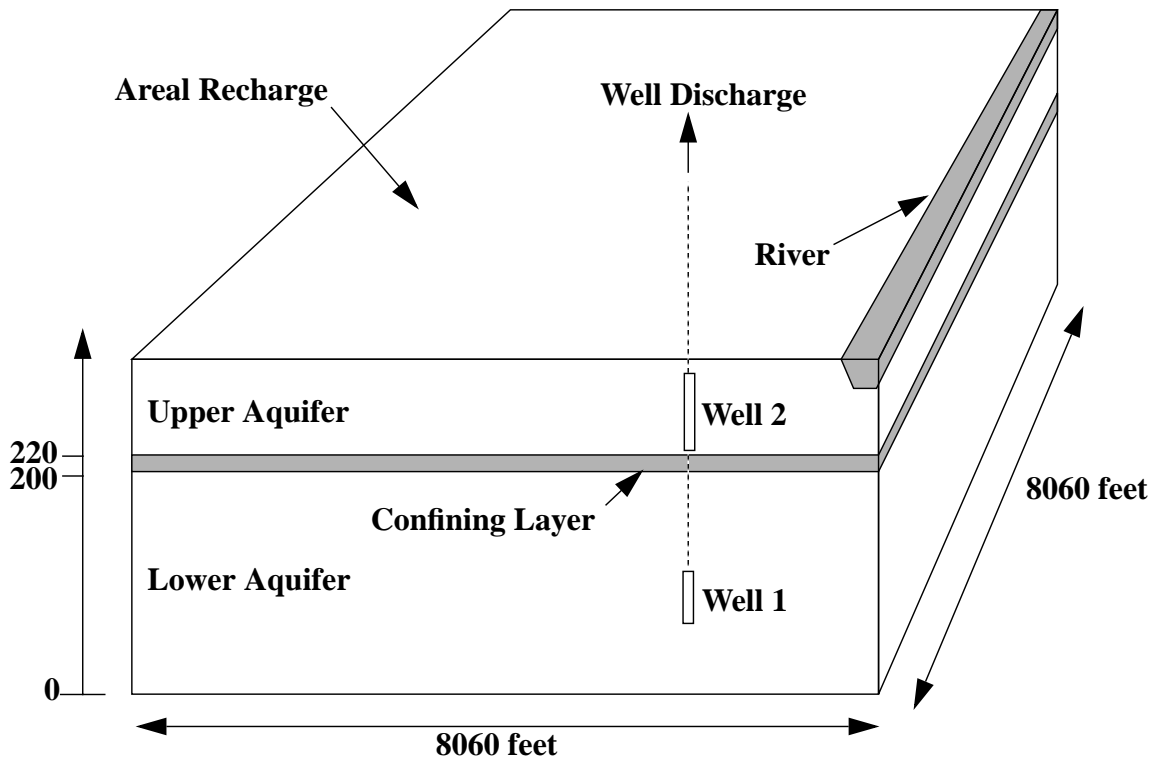 Areal Recharge
Well Discharge
River
Upper Aquifer
Well 2
220
200
8060 feet
Confining Layer
Lower Aquifer
Well 1
0
8060 feet